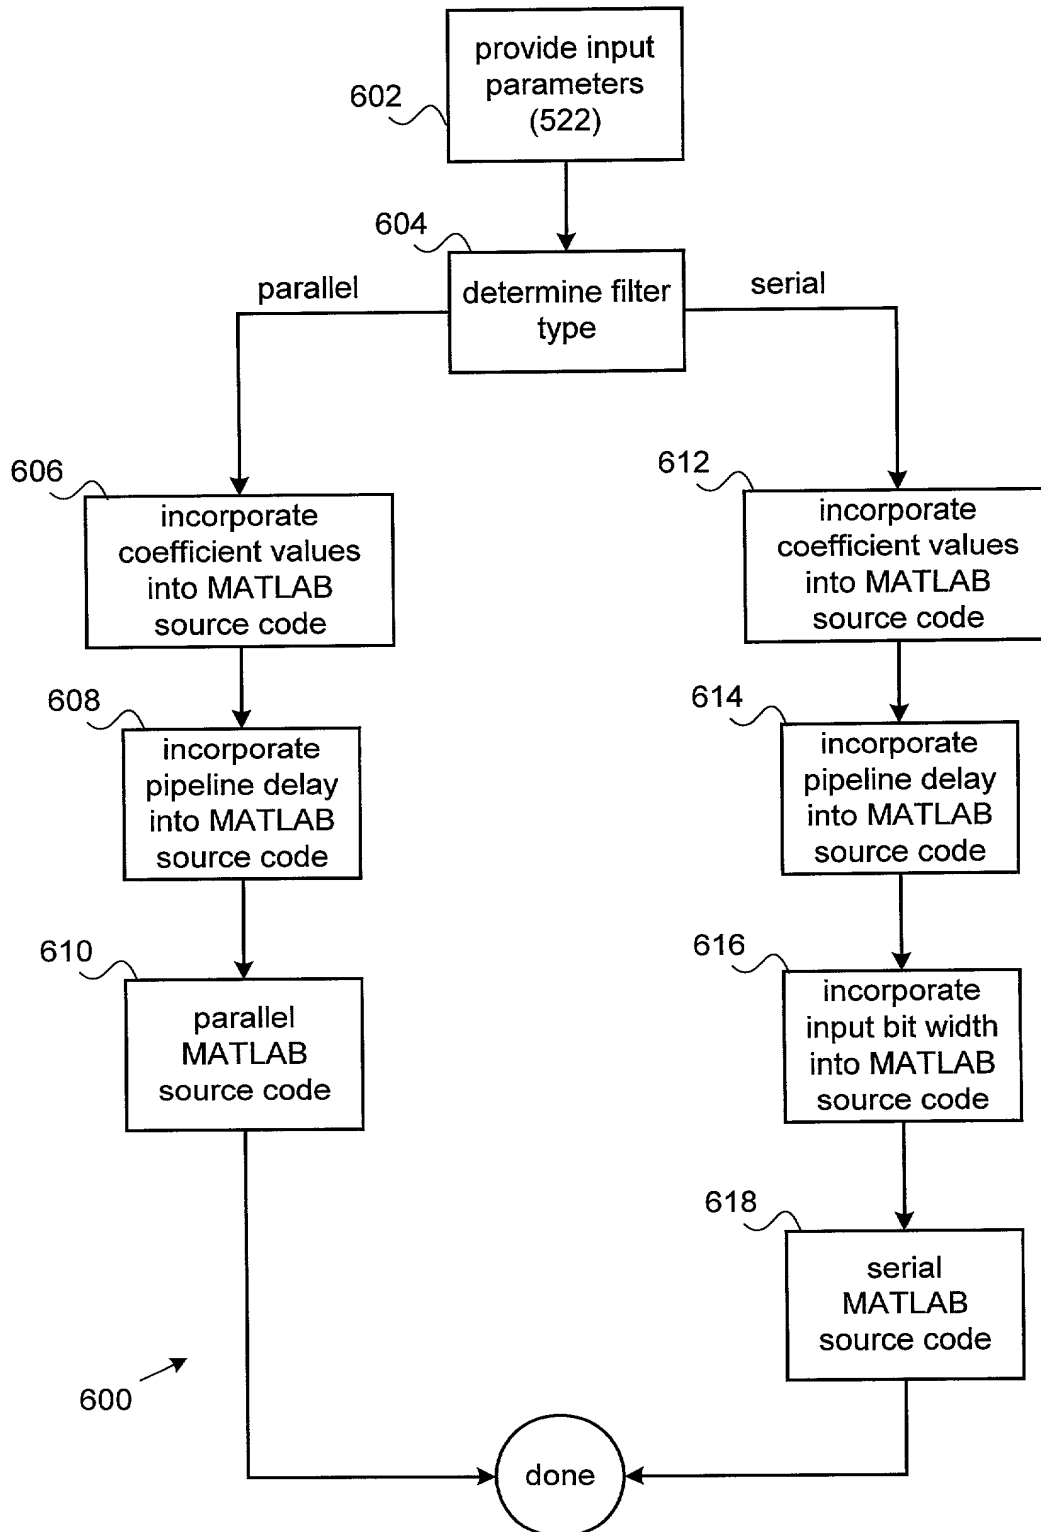 provide input
parameters
(522)
602
604
determine filter
type
parallel
serial
606
incorporate
coefficient values
into MATLAB
source code
612
incorporate
coefficient values
into MATLAB
source code
608
incorporate
pipeline delay
into MATLAB
source code
614
incorporate
pipeline delay
into MATLAB
source code
610
parallel
MATLAB
source code
616
incorporate
input bit width
into MATLAB
source code
618
serial
MATLAB
source code
600
done